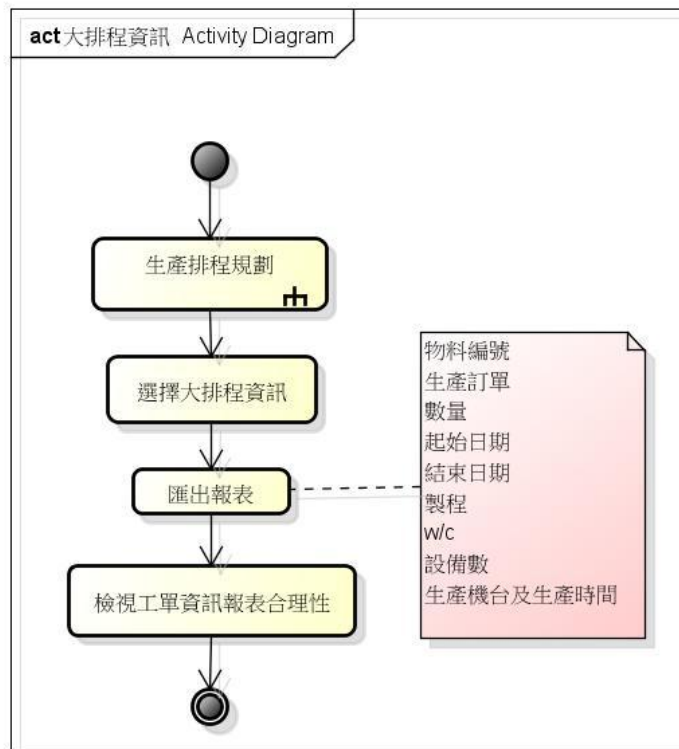 act 大排程資訊 Activity Diagram
生產排程規劃
選擇大排程資訊
匯出報表
檢視工單資訊報表合理性
物料編號
生產訂單
數量
起始日期
結束日期
製程
w/c
設備數
生產機台及生產時間